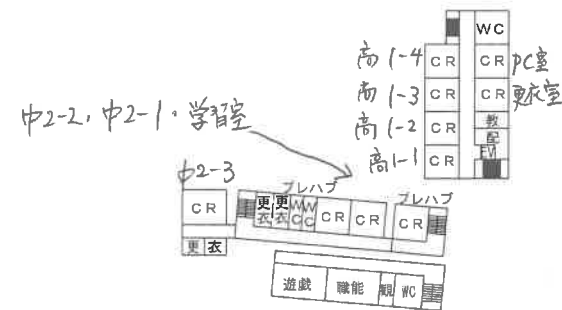 WC
高1-4 CR CR PC室
高1-3 CR CR 更衣室
高1-2 CR 教
配
高1-1 CR EV
中2-2, 中2-1, 学習室
中2-3
プレハブ
プレハブ
CR 更衣 更衣 WC WC CR CR CR
更 衣
遊戯 職能 観 WC